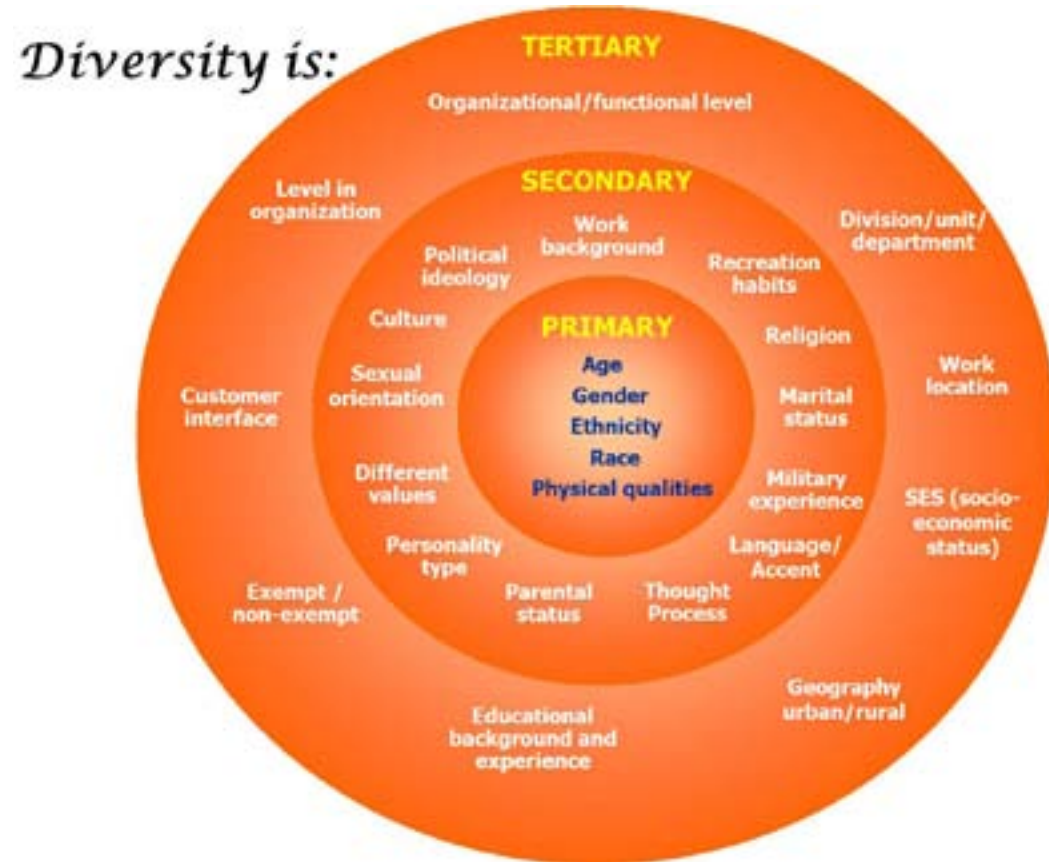 Diversity is:
TERTIARY
Organizational/functional level
Level in
organization
Division/unit/
department
Customer
interface
Work
location
SES (socio-
economic
status)
Exempt /
non-exempt
Geography
urban/rural
Educational
background and
experience
SECONDARY
Work
background
Political
ideology
Recreation
habits
Culture
Religion
Sexual
orientation
Marital
status
Different
values
Military
experience
Personality
type
Language/
Accent
Parental
status
Thought
Process
PRIMARY
Age
Gender
Ethnicity
Race
Physical qualities